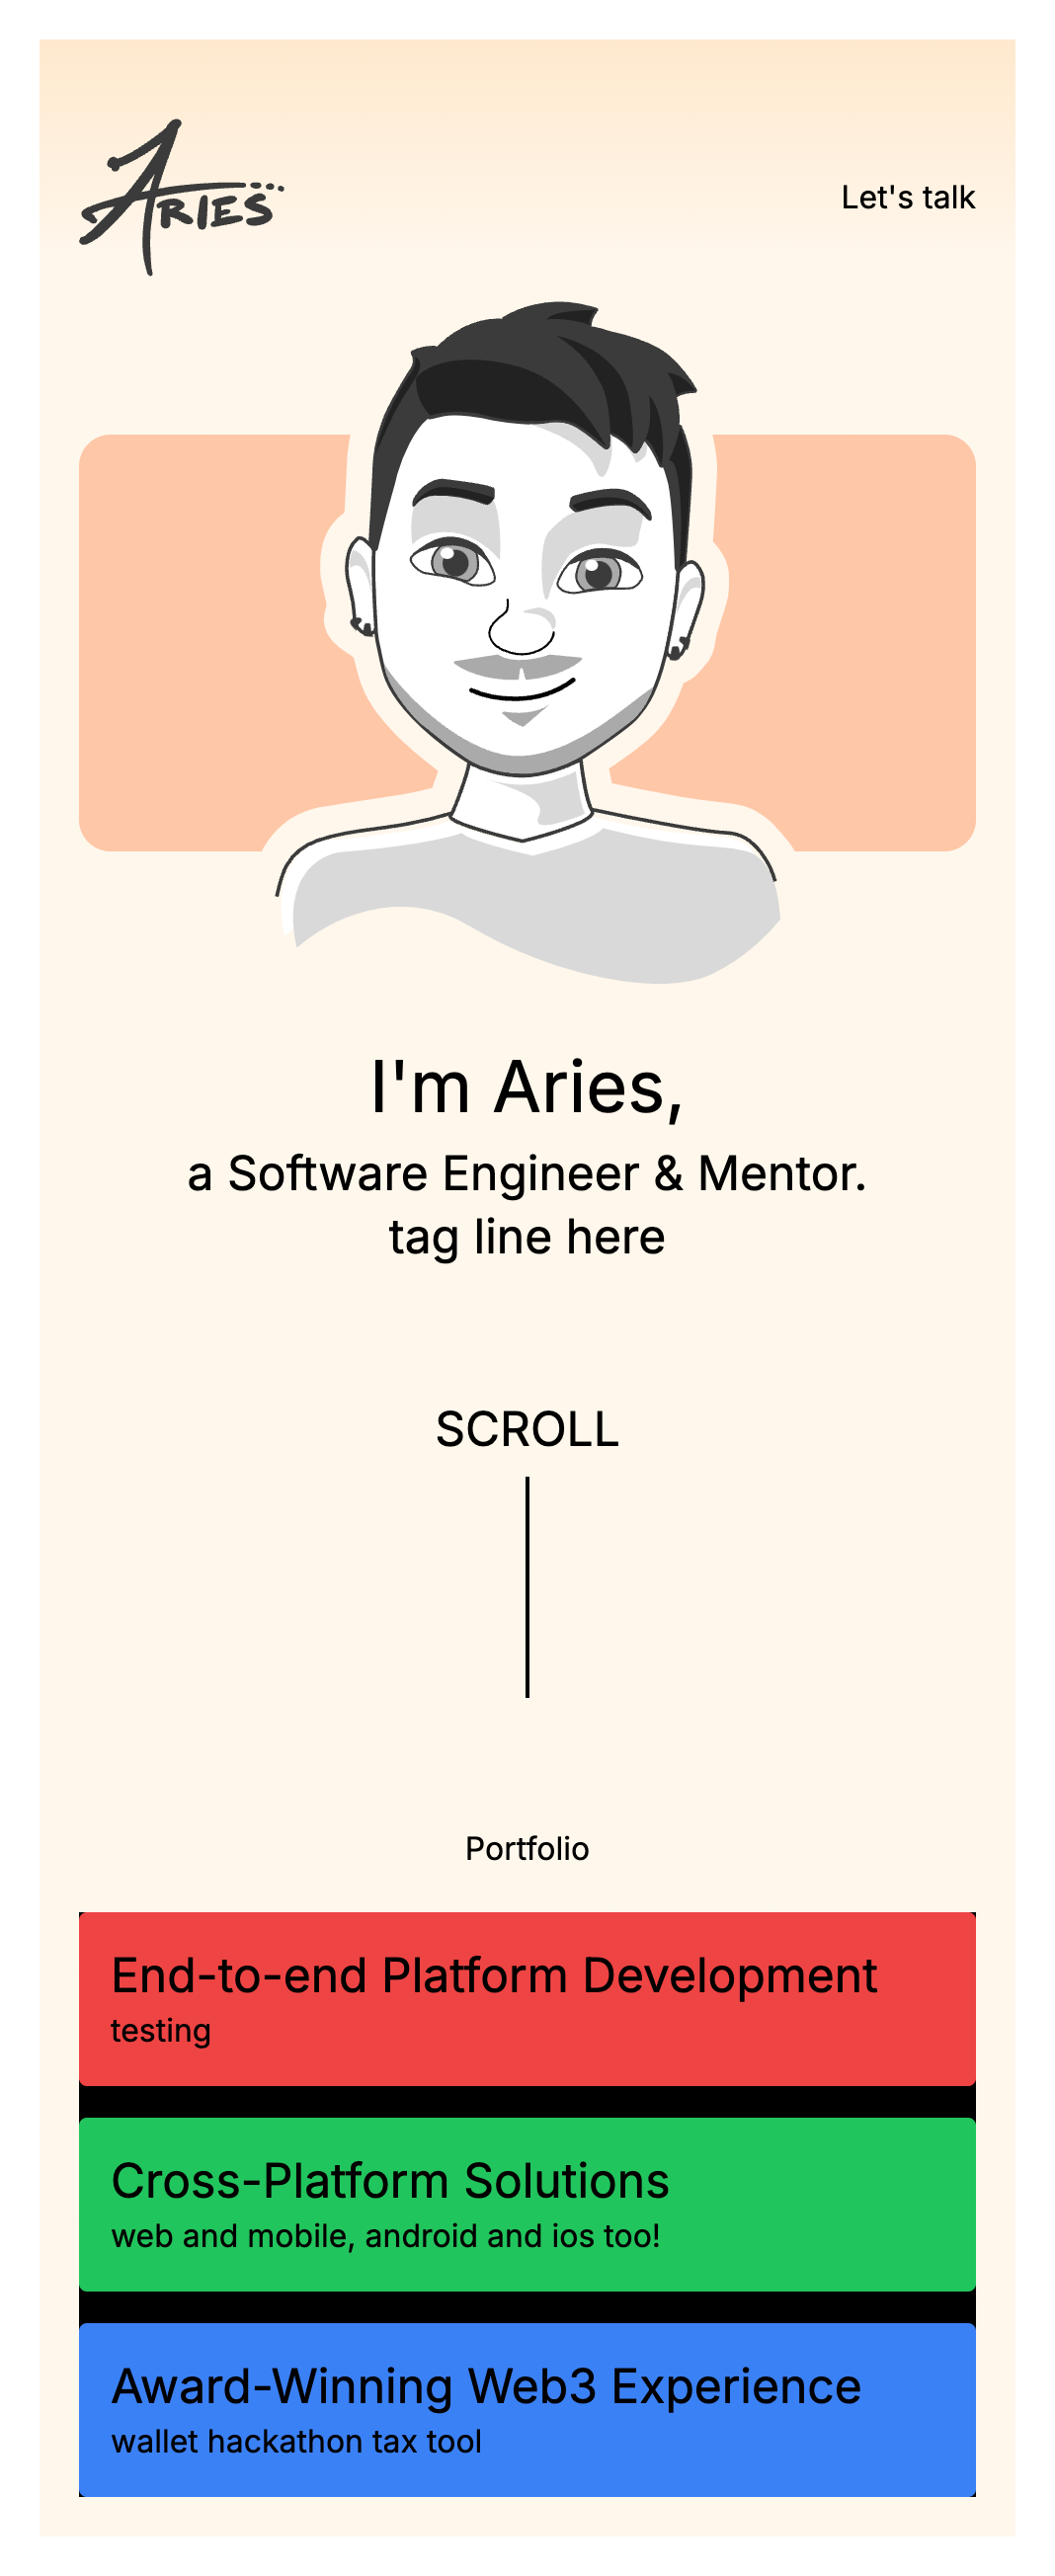 ARIES
Let's talk
I'm Aries,
a Software Engineer & Mentor.
tag line here
SCROLL
Portfolio
End-to-end Platform Development
testing
Cross-Platform Solutions
web and mobile, android and ios too!
Award-Winning Web3 Experience
wallet hackathon tax tool